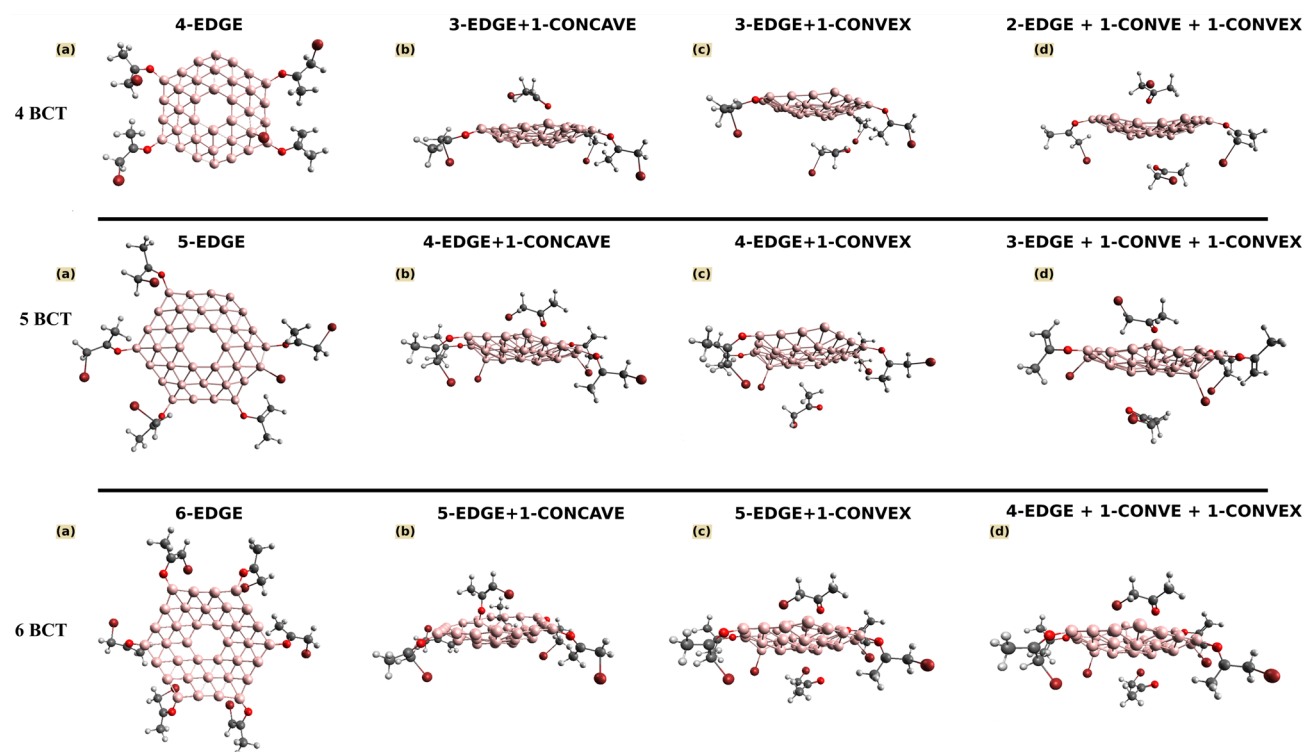 4-EDGE
3-EDGE+1-CONCAVE
3-EDGE+1-CONVEX
2-EDGE + 1-CONVE + 1-CONVEX
(a)
(b)
(c)
(d)
4 BCT
5-EDGE
4-EDGE+1-CONCAVE
4-EDGE+1-CONVEX
3-EDGE + 1-CONVE + 1-CONVEX
(a)
(b)
(c)
(d)
5 BCT
6-EDGE
5-EDGE+1-CONCAVE
5-EDGE+1-CONVEX
4-EDGE + 1-CONVE + 1-CONVEX
(a)
(b)
(c)
(d)
6 BCT